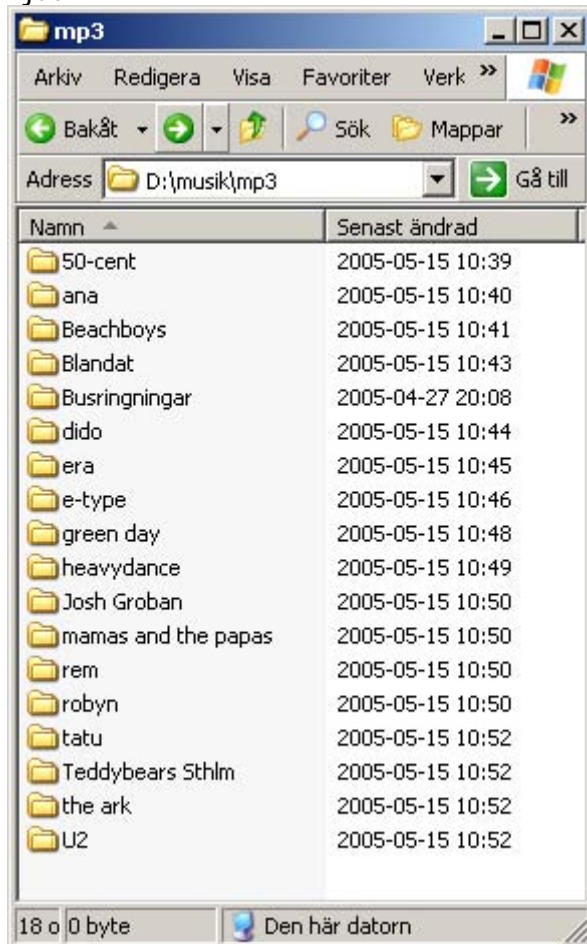 mp3
Arkiv Redigera Visa Favoriter Verk »
Bakåt Sök Mappar »
Adress D:\musik\mp3 Gå till
Namn Senast ändrad
50-cent 2005-05-15 10:39
ana 2005-05-15 10:40
Beachboys 2005-05-15 10:41
Blandat 2005-05-15 10:43
Busringningar 2005-04-27 20:08
dido 2005-05-15 10:44
era 2005-05-15 10:45
e-type 2005-05-15 10:46
green day 2005-05-15 10:48
heavydance 2005-05-15 10:49
Josh Groban 2005-05-15 10:50
mamas and the papas 2005-05-15 10:50
rem 2005-05-15 10:50
robyn 2005-05-15 10:50
tatu 2005-05-15 10:52
Teddybears Sthlm 2005-05-15 10:52
the ark 2005-05-15 10:52
U2 2005-05-15 10:52
18 o 0 byte Den här datorn